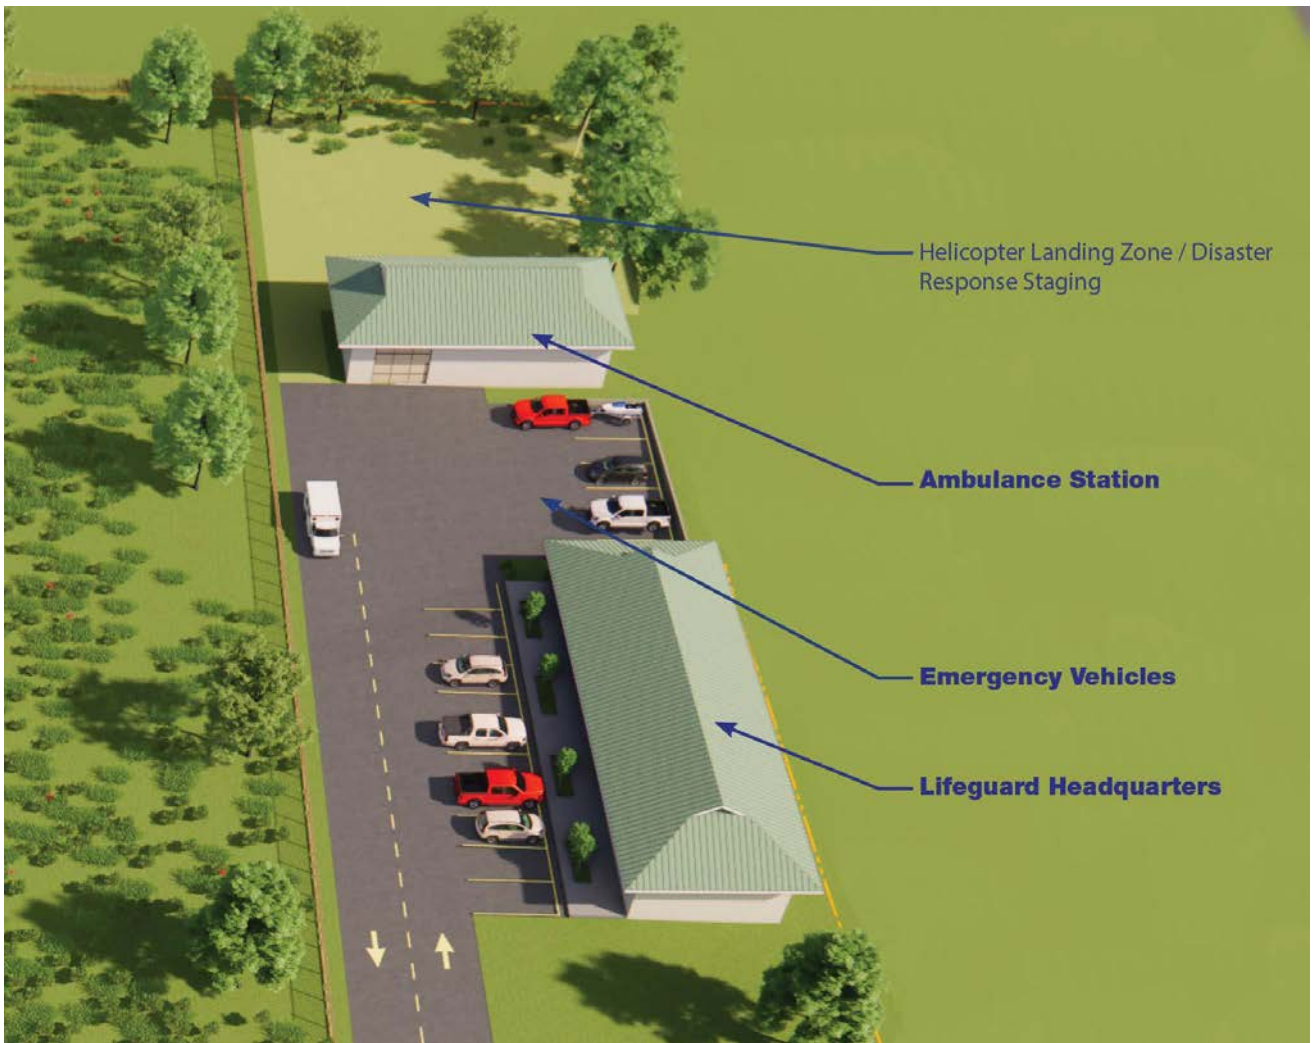 Helicopter Landing Zone / Disaster
Response Staging
Ambulance Station
Emergency Vehicles
Lifeguard Headquarters